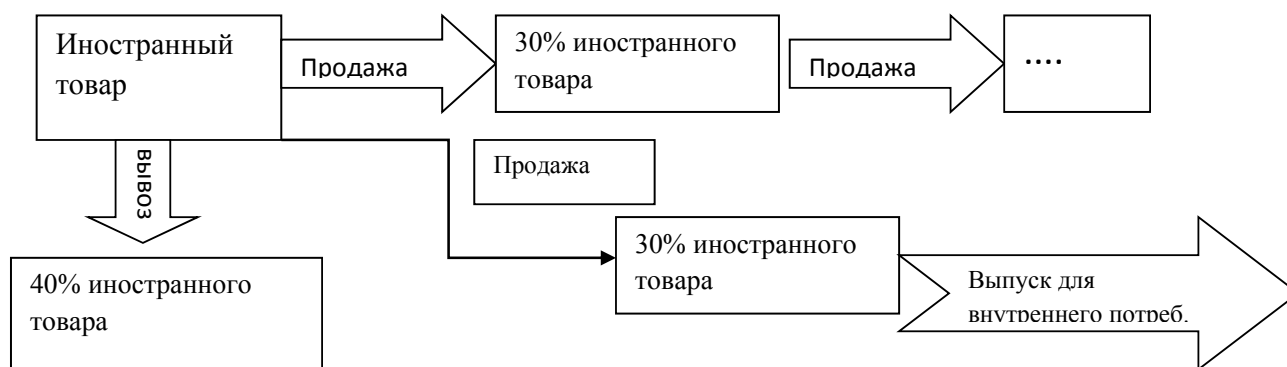 Иностранный
товар
Продажа
30% иностранного
товара
Продажа
....
вывоз
Продажа
40% иностранного
товара
30% иностранного
товара
Выпуск для
внутреннего потреб.